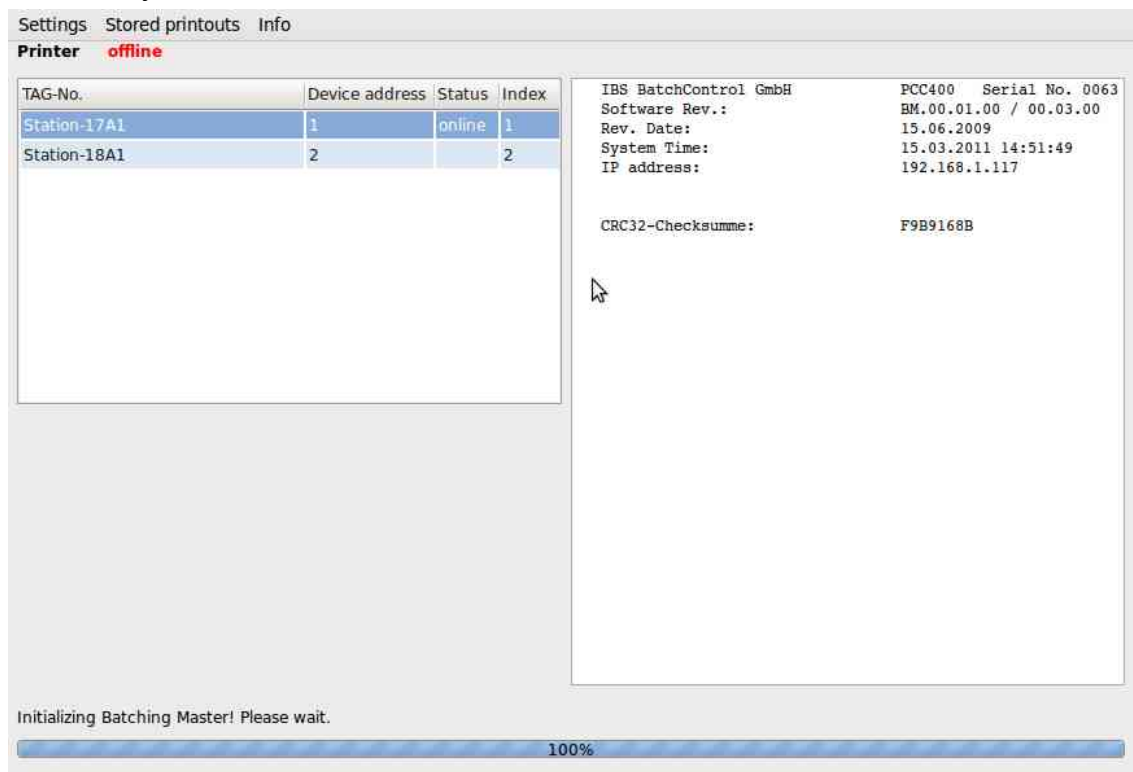 Settings Stored printouts Info
Printer offline
TAG-No. Device address Status Index
Station-17A1 1 online 1
Station-18A1 2 2
IBS BatchControl GmbH PCC400 Serial No. 0063
Software Rev.: BM.00.01.00 / 00.03.00
Rev. Date: 15.06.2009
System Time: 15.03.2011 14:51:49
IP address: 192.168.1.117
CRC32-Checksumme: F9B9168B
Initializing Batching Master! Please wait.
100%